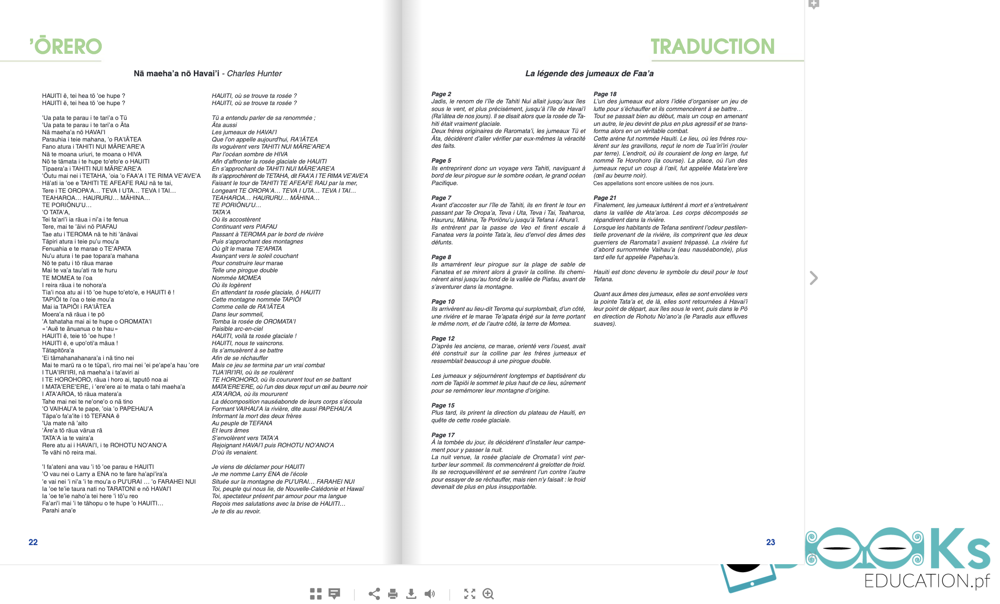 ’ŌRERO
Nā maeha’a nō Havai’i - Charles Hunter
HAUITI ē, tei hea tō ’oe hupe ?
HAUITI ē, tei hea tō ’oe hupe ?
’Ua pata te parau i te tari’a o Tū
’Ua pata te parau i te tari’a o Āta
Nā maeha’a nō HAVAI’I
Parauhia i teie mahana, ’o RA’IĀTEA
Fano atura i TAHITI NUI MĀRE’ARE’A
Nā te moana uriuri, te moana o HIVA
Nō te tāmata i te hupe to’eto’e o HAUITI
Tīpaera’a i TAHITI NUI MĀRE’ARE’A
’Ōutu mai nei i TETAHA, ’oia ’o FAA’A I TE RIMA VE’AVE’A
Hā’ati ia ’oe e TAHITI TE AFEAFE RAU nā te tai,
Tere i TE OROPA’A… TEVA I UTA… TEVA I TAI…
TEAHAROA… HAURURU… MĀHINA…
TE PORIŌNU’U…
’O TATA’A,
Tei fa’ari’i ia rāua i ni’a i te fenua
Tere, mai te ’āivi nō PIAFAU
Tae atu i TEROMA nā te hiti ’ānāvai
Tāpiri atura i teie pu’u mou’a
Fenuahia e te marae o TE’APATA
Nu’u atura i te pae topara'a mahana
Nō te patu i tō rāua marae
Mai te va’a tau’ati ra te huru
TE MOMEA te i’oa
I reira rāua i te nohora'a
Tīa’i noa atu ai i tō ’oe hupe to’eto’e, e HAUITI ē !
TAPIŌI te i’oa o teie mou’a
Mai ia TAPIŌI i RA’IĀTEA
Moera’a nā rāua i te pō
’A tahataha mai ai te hupe o OROMATA’I
« ’Auē te ānuanua o te hau »
HAUITI ē, teie tō ’oe hupe !
HAUITI ē, e upo’oti'a māua !
Tātapitōra’a
’Ei tāmahanahanara’a i nā tino nei
Mai te marū ra o te tūpa’i, riro mai nei ’ei pe’ape’a hau ’ore
I TUA’IRI’IRI, nā maeha’a i ta’aviri ai
I TE HOROHORO, rāua i horo ai, taputō noa ai
I MATA’ERE’ERE, i ’ere’ere ai te mata o tahi maeha’a
I ATA’AROA, tō rāua matera’a
Tahe mai nei te ne’one’o o nā tino
’O VAIHAU’A te pape, ’oia ’o PAPEHAU’A
Tāpa’o fa’a’ite i tō TEFANA ē
’Ua mate nā ’aito
’Āre’a tō rāua vārua rā
TATA’A ia te vaira’a
Rere atu ai i HAVAI’I, i te ROHOTU NO’ANO’A
Te vāhi nō reira mai.
’I fa’ateni ana vau ’i tō ’oe parau e HAUITI
’O vau nei o Larry a ENA no te fare ha’api’ira’a
’e vai nei ’i ni’a ’i te mou’a o PU’URAI … ’o FARAHEI NUI
Ia ’oe te’ie taura nati no TARATONI e nō HAVAI’I
Ia ’oe te’ie naho’a tei here ’i tō’u reo
Fa’ari’i mai ’i te tāhopu o te hupe ’o HAUITI…
Parahi ana’e
HAUITI, où se trouve ta rosée ?
HAUITI, où se trouve ta rosée ?
Tū a entendu parler de sa renommée ;
Āta aussi
Les jumeaux de HAVAI’I
Que l’on appelle aujourd'hui, RA’IĀTEA
Ils voguèrent vers TAHITI NUI MĀRE’ARE’A
Par l’océan sombre de HIVA
Afin d’affronter la rosée glaciale de HAUITI
En s’approchant de TAHITI NUI MĀRE’ARE’A
Ils s’approchèrent de TETAHA, dit FAA’A I TE RIMA VE’AVE’A
Faisant le tour de TAHITI TE AFEAFE RAU par la mer,
Longeant TE OROPA’A… TEVA I UTA… TEVA I TAI…
TEAHAROA… HAURURU… MĀHINA…
TE PORIŌNU’U…
TATA’A
Où ils accostèrent
Continuant vers PIAFAU
Passant à TEROMA par le bord de rivière
Puis s'approchant des montagnes
Où gît le marae TE’APATA
Avançant vers le soleil couchant
Pour construire leur marae
Telle une pirogue double
Nommée MOMEA
Où ils logèrent
En attendant ta rosée glaciale, ô HAUITI
Cette montagne nommée TAPIŌI
Comme celle de RA’IĀTEA
Dans leur sommeil,
Tomba la rosée de OROMATA’I
Paisible arc-en-ciel
HAUITI, voilà ta rosée glaciale !
HAUITI, nous te vaincrons.
Ils s’amusèrent à se battre
Afin de se réchauffer
Mais ce jeu se termina par un vrai combat
TUA’IRI’IRI, où ils se roulèrent
TE HOROHORO, où ils coururent tout en se battant
MATA’ERE’ERE, où l’un des deux reçut un œil au beurre noir
ATA’AROA, où ils moururent
La décomposition nauséabonde de leurs corps s’écoula
Formant VAIHAU’A la rivière, dite aussi PAPEHAU’A
Informant la mort des deux frères
Au peuple de TEFANA
Et leurs âmes
S’envolèrent vers TATA’A
Rejoignant HAVAI’I puis ROHOTU NO’ANO’A
D’où ils venaient.
Je viens de déclamer pour HAUITI
Je me nomme Larry ENA de l'école
Située sur la montagne de PU’URAI… FARAHEI NUI
Toi, peuple qui nous lie, de Nouvelle-Calédonie et Hawaï
Toi, spectateur présent par amour pour ma langue
Reçois mes salutations avec la brise de HAUITI…
Je te dis au revoir.
22
TRADUCTION
La légende des jumeaux de Faa’a
Page 2
Jadis, le renom de l’île de Tahiti Nui allait jusqu’aux îles
sous le vent, et plus précisément, jusqu’à l’île de Havai’i
(Ra’iātea de nos jours). Il se disait alors que la rosée de Ta-
hiti était vraiment glaciale.
Deux frères originaires de Raromata’i, les jumeaux Tū et
Āta, décidèrent d’aller vérifier par eux-mêmes la véracité
des faits.
Page 5
Ils entreprirent donc un voyage vers Tahiti, naviguant à
bord de leur pirogue sur le sombre océan, le grand océan
Pacifique.
Page 7
Avant d’accoster sur l’île de Tahiti, ils en firent le tour en
passant par Te Oropa’a, Teva i Uta, Teva i Tai, Teaharoa,
Haururu, Māhina, Te Poriōnu’u jusqu’à Tefana i Ahura’i.
Ils entrèrent par la passe de Veo et firent escale à
Fanatea vers la pointe Tata’a, lieu d’envol des âmes des
défunts.
Page 8
Ils amarrèrent leur pirogue sur la plage de sable de
Fanatea et se mirent alors à gravir la colline. Ils chemi-
nèrent ainsi jusqu’au fond de la vallée de Piafau, avant de
s’aventurer dans la montagne.
Page 10
Ils arrivèrent au lieu-dit Teroma qui surplombait, d’un côté,
une rivière et le marae Te’apata érigé sur la terre portant
le même nom, et de l’autre côté, la terre de Momea.
Page 12
D’après les anciens, ce marae, orienté vers l’ouest, avait
été construit sur la colline par les frères jumeaux et
ressemblait beaucoup à une pirogue double.
Les jumeaux y séjournèrent longtemps et baptisèrent du
nom de Tapiōi le sommet le plus haut de ce lieu, sûrement
pour se remémorer leur montagne d’origine.
Page 15
Plus tard, ils prirent la direction du plateau de Hauiti, en
quête de cette rosée glaciale.
Page 17
À la tombée du jour, ils décidèrent d’installer leur campe-
ment pour y passer la nuit.
La nuit venue, la rosée glaciale de Oromata’i vint per-
turber leur sommeil. Ils commencèrent à grelotter de froid.
Ils se recroquevillèrent et se serrèrent l’un contre l’autre
pour essayer de se réchauffer, mais rien n’y faisait : le froid
devenait de plus en plus insupportable.
Page 18
L’un des jumeaux eut alors l’idée d’organiser un jeu de
lutte pour s’échauffer et ils commencèrent à se battre…
Tout se passait bien au début, mais un coup en amenant
un autre, le jeu devint de plus en plus agressif et se trans-
forma alors en un véritable combat.
Cette arène fut nommée Hauiti. Le lieu, où les frères rou-
lèrent sur les gravillons, reçut le nom de Tua’iri’iri (rouler
par terre). L’endroit, où ils couraient de long en large, fut
nommé Te Horohoro (la course). La place, où l’un des
jumeaux reçut un coup à l’œil, fut appelée Mata’ere’ere
(œil au beurre noir).
Ces appellations sont encore usitées de nos jours.
Page 21
Finalement, les jumeaux luttèrent à mort et s’entretuèrent
dans la vallée de Ata’aroa. Les corps décomposés se
répandirent dans la rivière.
Lorsque les habitants de Tefana sentirent l’odeur pestilen-
tielle provenant de la rivière, ils comprirent que les deux
guerriers de Raromata’i avaient trépassé. La rivière fut
d’abord surnommée Vaihau’a (eau nauséabonde), plus
tard elle fut appelée Papehau’a.
Hauiti est donc devenu le symbole du deuil pour le tout
Tefana.
Quant aux âmes des jumeaux, elles se sont envolées vers
la pointe Tata’a et, de là, elles sont retournées à Havai’i
leur point de départ, aux îles sous le vent, puis dans le Pō
en direction de Rohotu No’ano’a (le Paradis aux effluves
suaves).
23
Ks
EDUCATION.pf